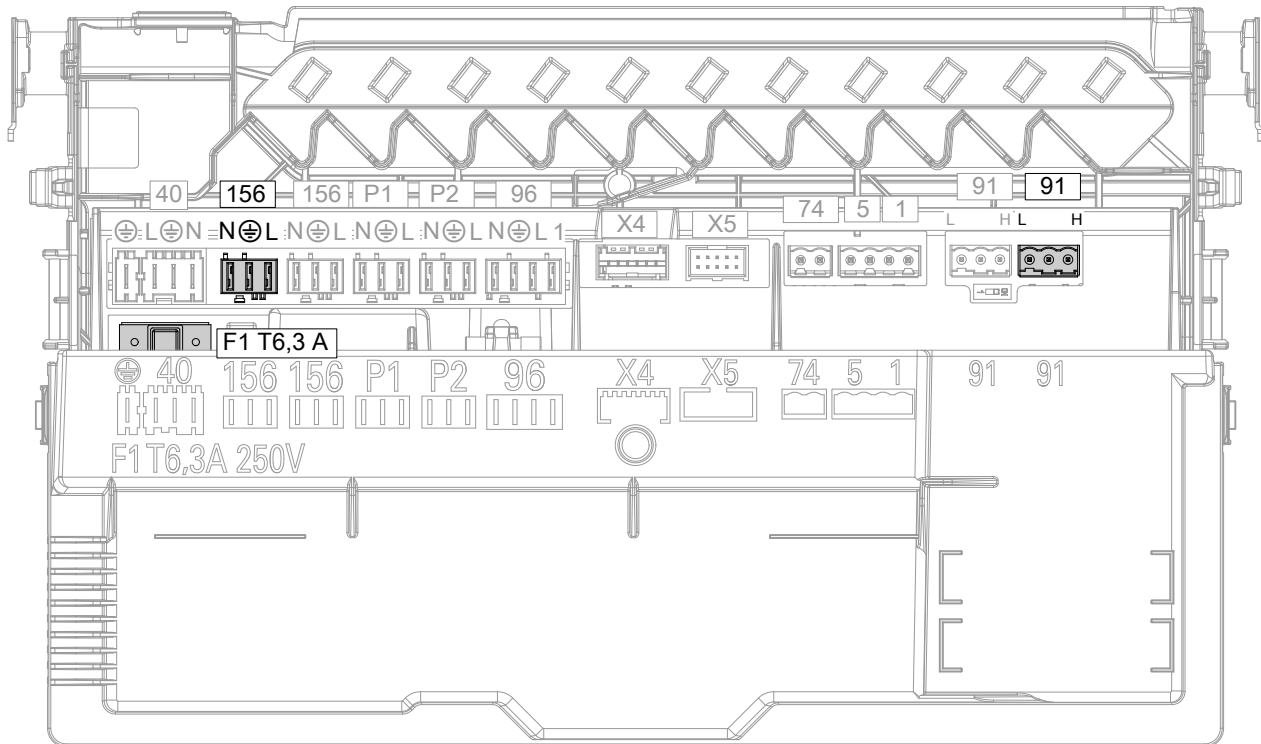 40 156 156 P1 P2 96 X4 X5 74 5 1 91 91
⏚ L ⏚ N N ⏚ L N ⏚ L N ⏚ L N ⏚ L N ⏚ L 1 L H L H
F1 T6,3 A
⏚ 40 156 156 P1 P2 96 X4 X5 74 5 1 91 91
F1 T6,3A 250V